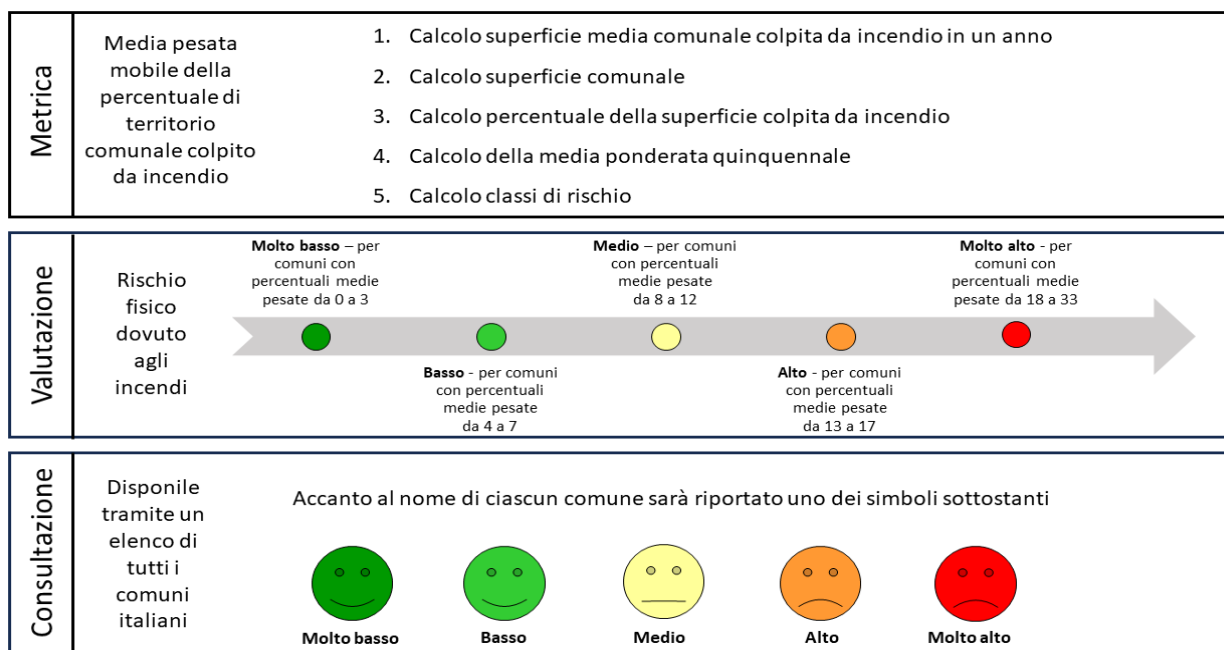 Metrica
Media pesata
mobile della
percentuale di
territorio
comunale colpito
da incendio
1. Calcolo superficie media comunale colpita da incendio in un anno
2. Calcolo superficie comunale
3. Calcolo percentuale della superficie colpita da incendio
4. Calcolo della media ponderata quinquennale
5. Calcolo classi di rischio
Valutazione
Rischio
fisico
dovuto
agli
incendi
Molto basso – per
comuni con
percentuali medie
pesate da 0 a 3
Basso - per comuni
con percentuali
medie pesate
da 4 a 7
Medio – per comuni
con percentuali
medie pesate
da 8 a 12
Alto - per comuni
con percentuali
medie pesate
da 13 a 17
Molto alto - per
comuni con
percentuali medie
pesate da 18 a 33
Consultazione
Disponile
tramite un
elenco di
tutti i
comuni
italiani
Accanto al nome di ciascun comune sarà riportato uno dei simboli sottostanti
Molto basso
Basso
Medio
Alto
Molto alto